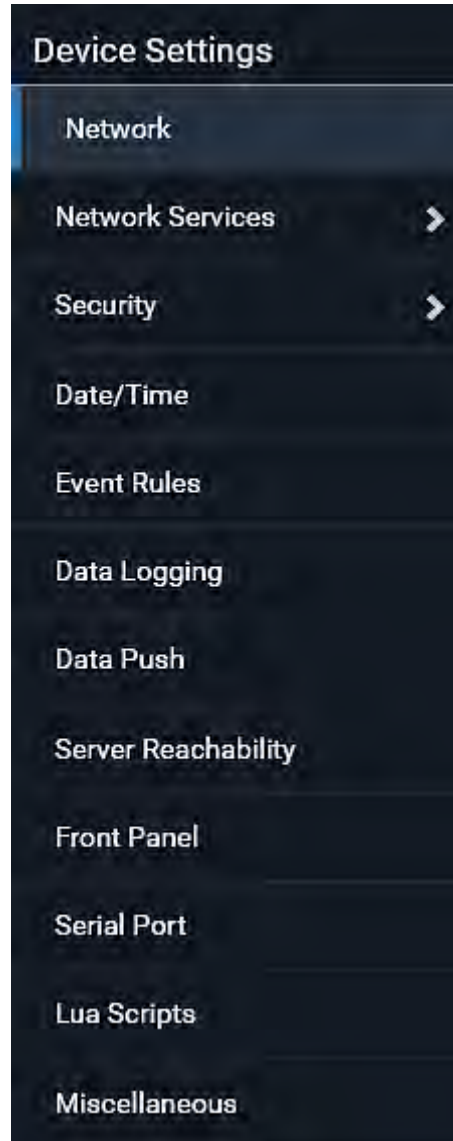 Device Settings
Network
Network Services
Security
Date/Time
Event Rules
Data Logging
Data Push
Server Reachability
Front Panel
Serial Port
Lua Scripts
Miscellaneous